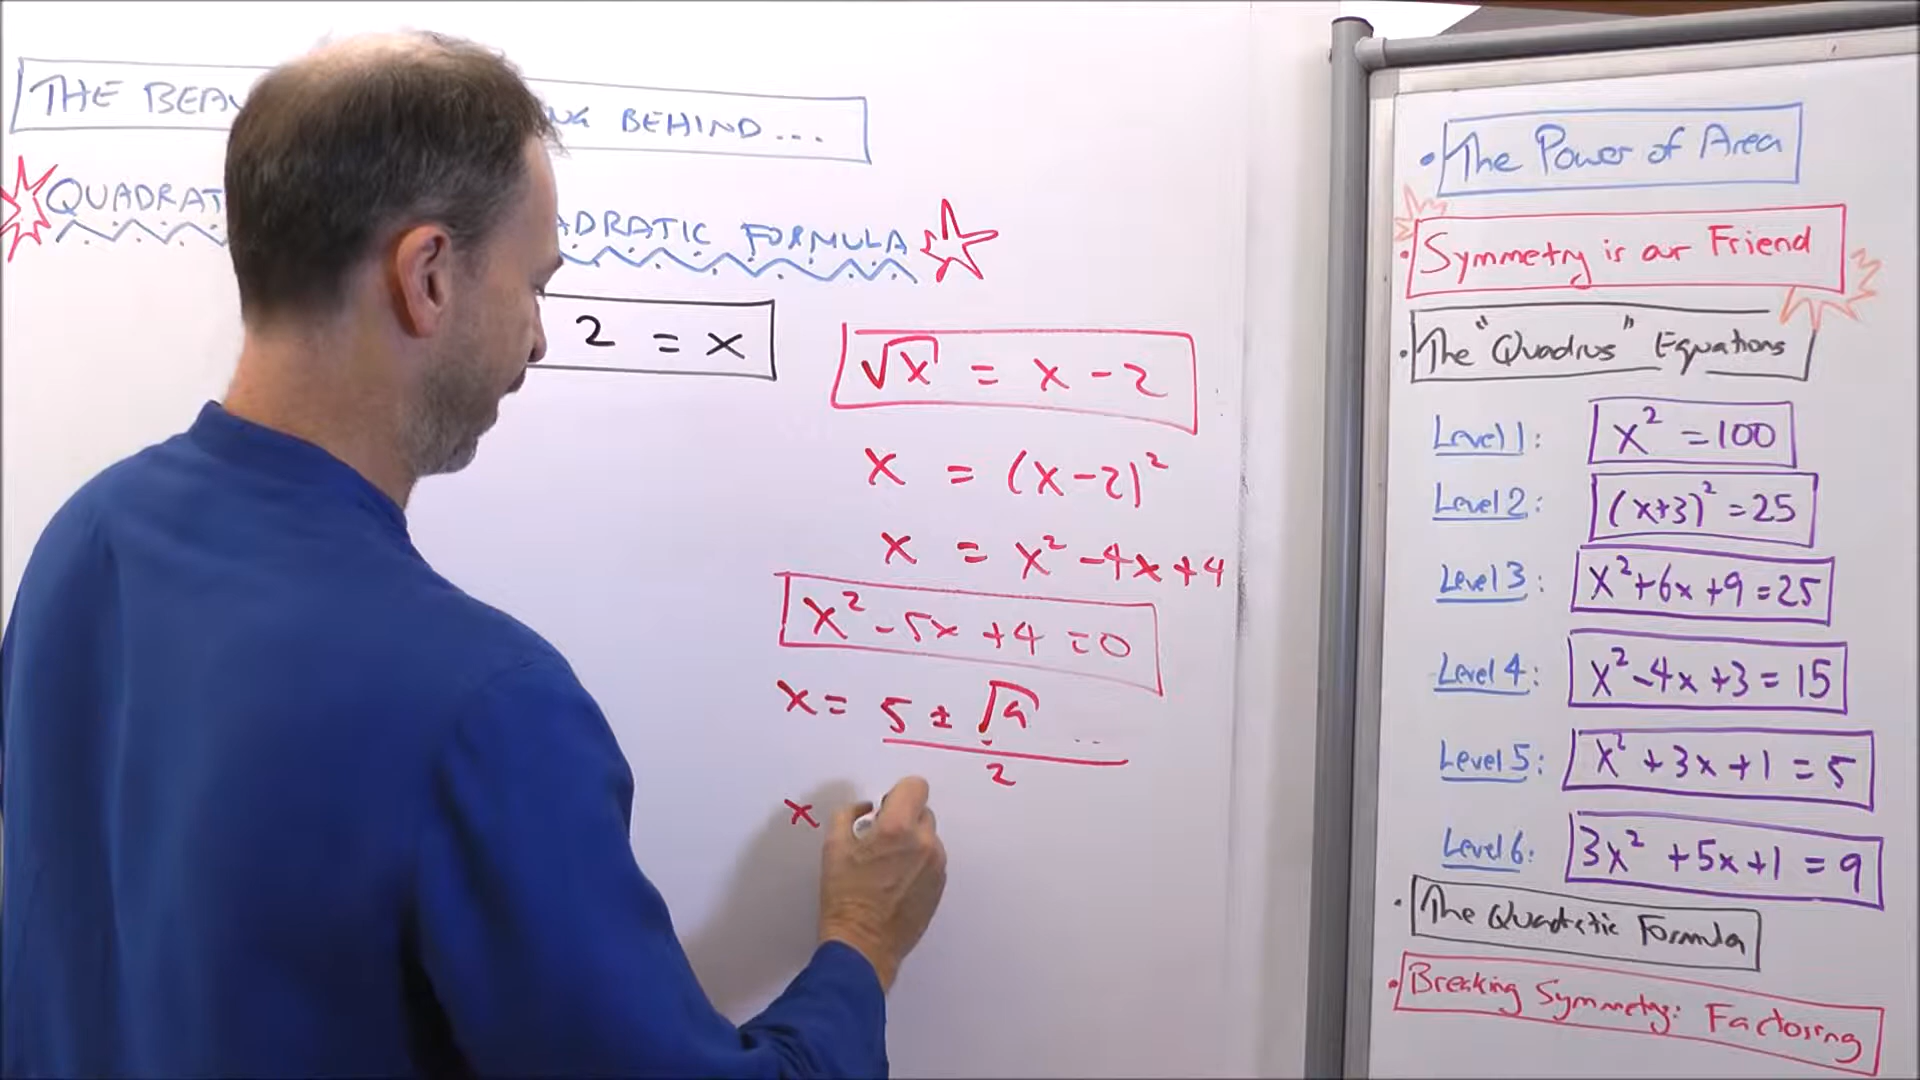 THE BEHIND...
QUADRATIC FORMULA
2 = x
√x = x - 2
x = (x-2)²
x = x² - 4x + 4
x² - 5x + 4 = 0
x = 5 ± √9
2
x
• The Power of Area
• Symmetry is our Friend
• The "Quadrus" Equations
Level 1: x² = 100
Level 2: (x+3)² = 25
Level 3: x² + 6x + 9 = 25
Level 4: x² - 4x + 3 = 15
Level 5: x² + 3x + 1 = 5
Level 6: 3x² + 5x + 1 = 9
• The Quadratic Formula
• Breaking Symmetry: Factoring